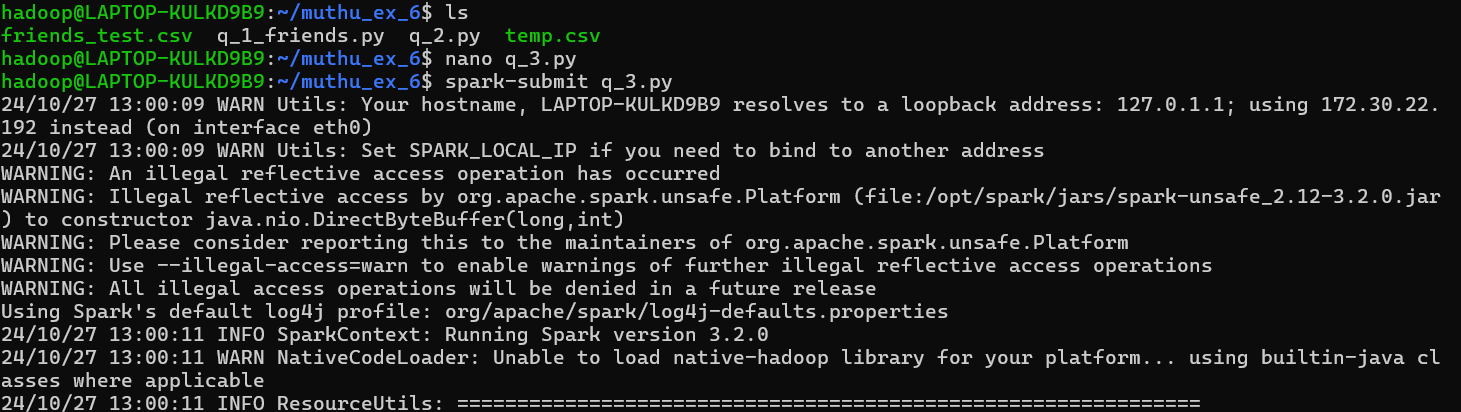 hadoop@LAPTOP-KULKD9B9:~/muthu_ex_6$ ls
friends_test.csv  q_1_friends.py  q_2.py  temp.csv
hadoop@LAPTOP-KULKD9B9:~/muthu_ex_6$ nano q_3.py
hadoop@LAPTOP-KULKD9B9:~/muthu_ex_6$ spark-submit q_3.py
24/10/27 13:00:09 WARN Utils: Your hostname, LAPTOP-KULKD9B9 resolves to a loopback address: 127.0.1.1; using 172.30.22.
192 instead (on interface eth0)
24/10/27 13:00:09 WARN Utils: Set SPARK_LOCAL_IP if you need to bind to another address
WARNING: An illegal reflective access operation has occurred
WARNING: Illegal reflective access by org.apache.spark.unsafe.Platform (file:/opt/spark/jars/spark-unsafe_2.12-3.2.0.jar
) to constructor java.nio.DirectByteBuffer(long,int)
WARNING: Please consider reporting this to the maintainers of org.apache.spark.unsafe.Platform
WARNING: Use --illegal-access=warn to enable warnings of further illegal reflective access operations
WARNING: All illegal access operations will be denied in a future release
Using Spark's default log4j profile: org/apache/spark/log4j-defaults.properties
24/10/27 13:00:11 INFO SparkContext: Running Spark version 3.2.0
24/10/27 13:00:11 WARN NativeCodeLoader: Unable to load native-hadoop library for your platform... using builtin-java cl
asses where applicable
24/10/27 13:00:11 INFO ResourceUtils: ==============================================================